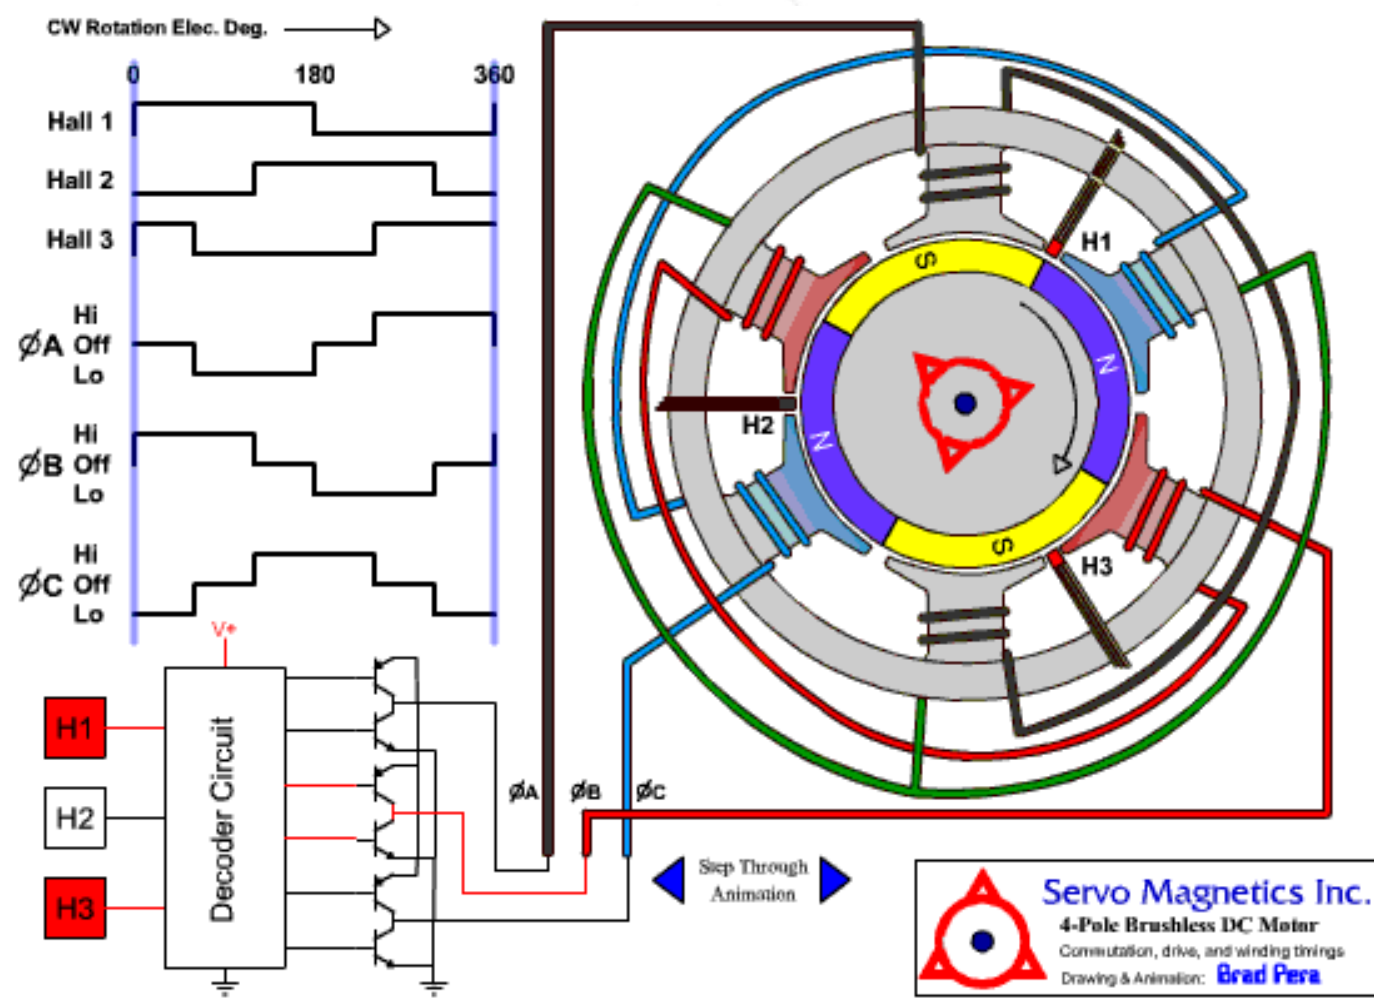 CW Rotation Elec. Deg.
0 180 360
Hall 1
Hall 2
Hall 3
Hi
ØA Off
Lo
Hi
ØB Off
Lo
Hi
ØC Off
Lo
V+
H1
H2
H3
Decoder Circuit
ØA ØB ØC
S
H1
N
H2
N
S
H3
Step Through
Animation
Servo Magnetics Inc.
4-Pole Brushless DC Motor
Commutation, drive, and winding timings
Drawing & Animation: Brad Pera